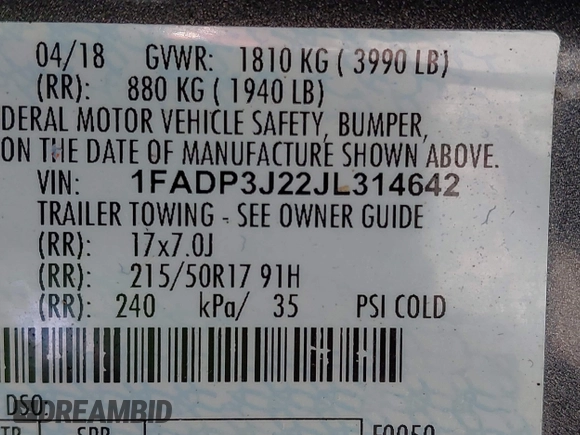 04/18 GVWR: 1810 KG ( 3990 LB)
(RR): 880 KG ( 1940 LB)
DERAL MOTOR VEHICLE SAFETY, BUMPER,
ON THE DATE OF MANUFACTURE SHOWN ABOVE.
VIN: 1FADP3J22JL314642
TRAILER TOWING - SEE OWNER GUIDE
(RR): 17x7.0J
(RR): 215/50R17 91H
(RR): 240 kPa/ 35 PSI COLD
DSO:
DREAMBID
TR SPR